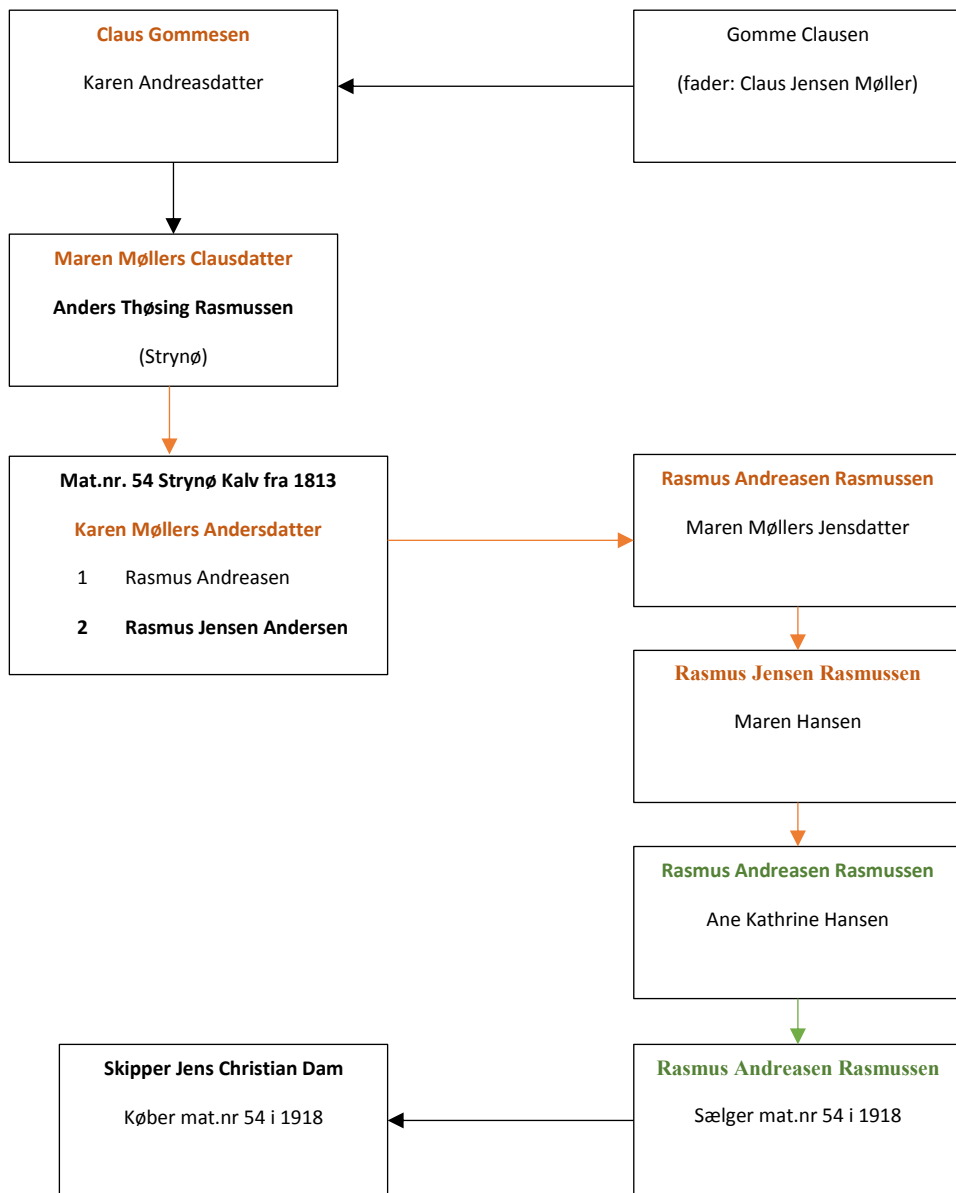 Claus Gommesen
Karen Andreasdatter
Gomme Clausen
(fader: Claus Jensen Møller)
Maren Møllers Clausdatter
Anders Thøsing Rasmussen
(Strynø)
Mat.nr. 54 Strynø Kalv fra 1813
Karen Møllers Andersdatter
1 Rasmus Andreasen
2 Rasmus Jensen Andersen
Rasmus Andreasen Rasmussen
Maren Møllers Jensdatter
Rasmus Jensen Rasmussen
Maren Hansen
Rasmus Andreasen Rasmussen
Ane Kathrine Hansen
Rasmus Andreasen Rasmussen
Sælger mat.nr 54 i 1918
Skipper Jens Christian Dam
Køber mat.nr 54 i 1918